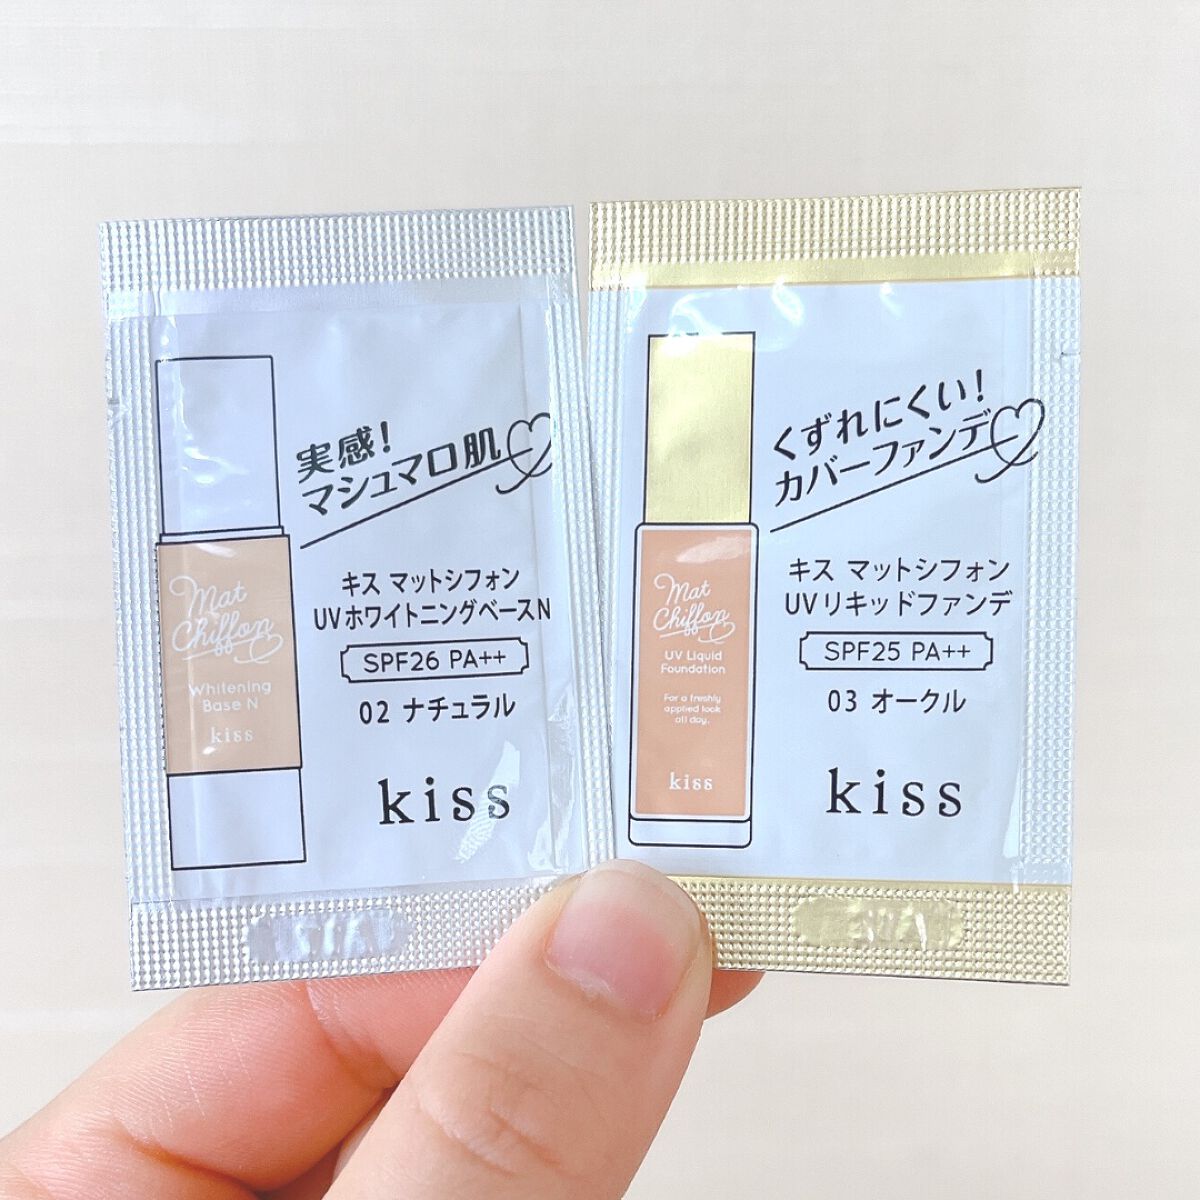 実感!
マシュマロ肌
キス マットシフォン
UVホワイトニングベースN
SPF26 PA++
02 ナチュラル
kiss
Mat
Chiffon
Whitening
Base N
kiss
くずれにくい!
カバーファンデ
キス マットシフォン
UVリキッドファンデ
SPF25 PA++
03 オークル
kiss
Mat
Chiffon
UV Liquid
Foundation
For a freshly
applied look
all day.
kiss